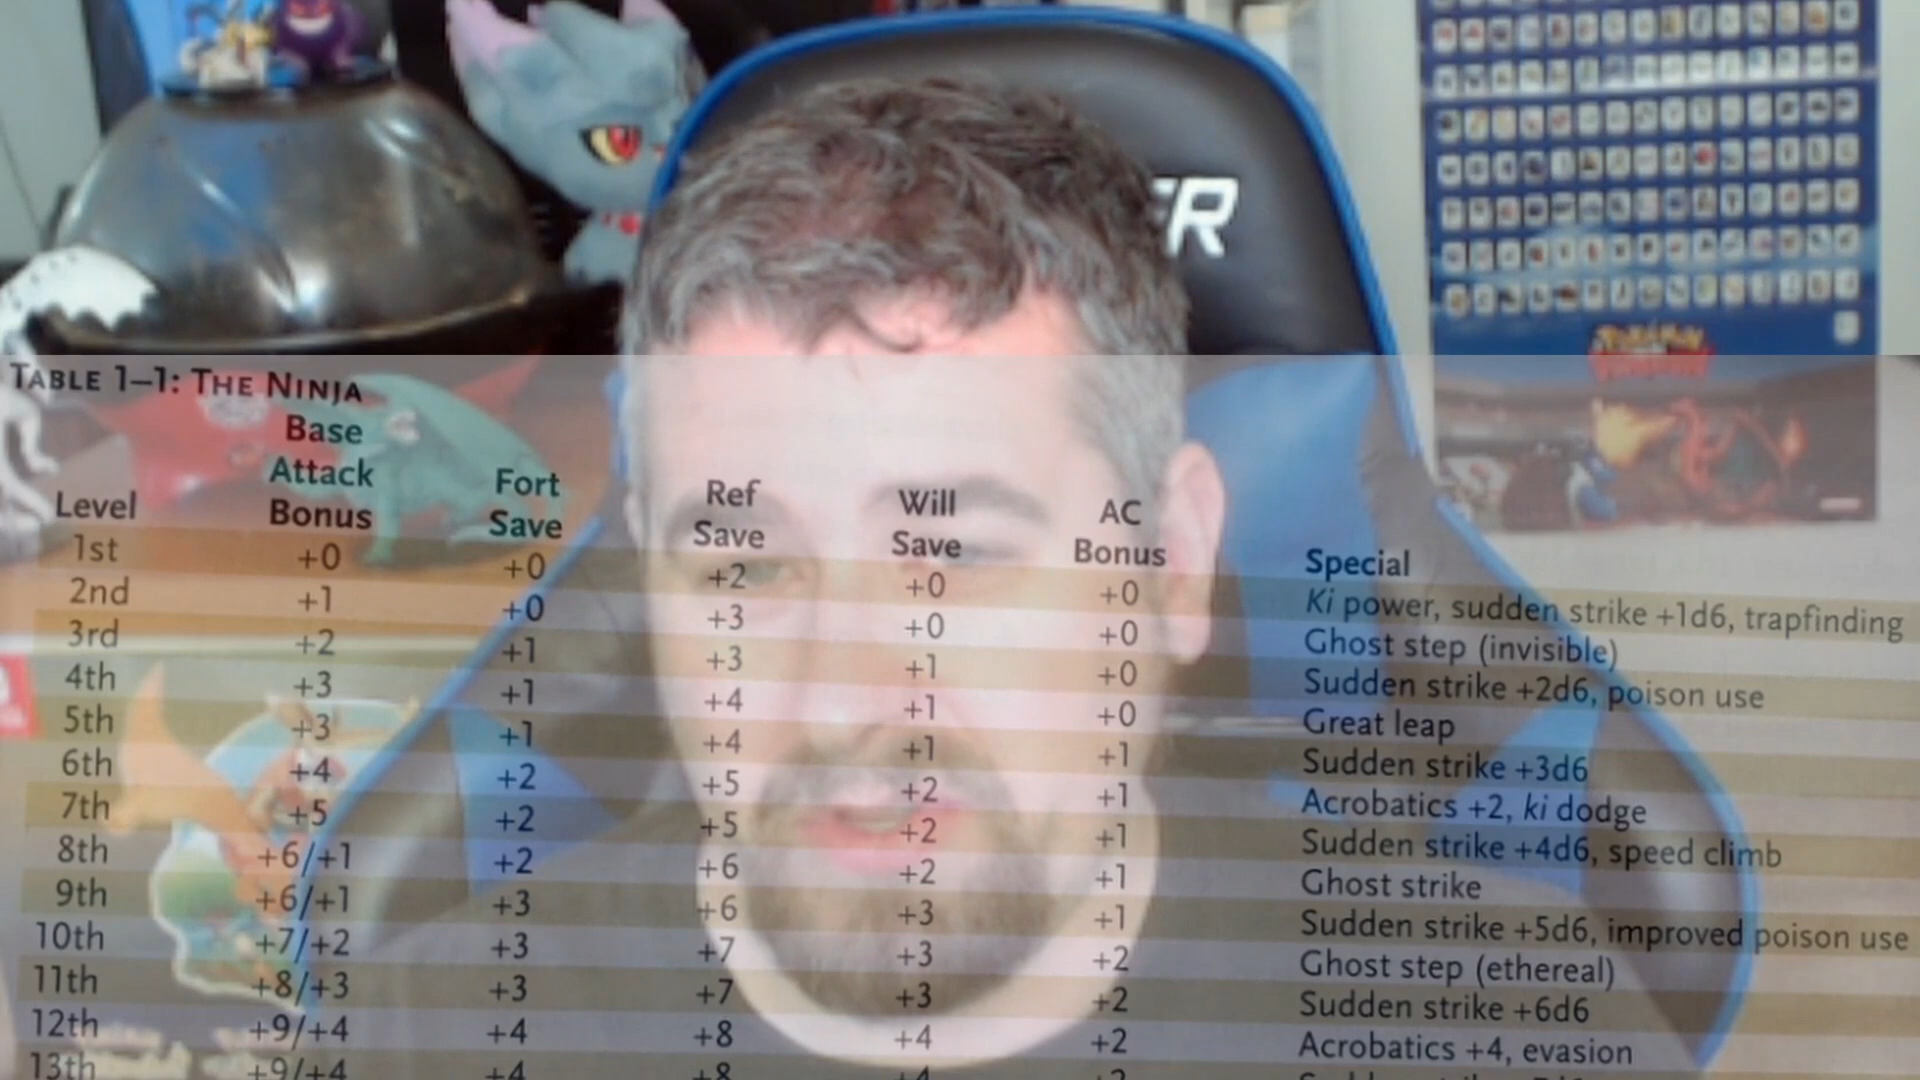 ER
POKéMON
TABLE 1–1: THE NINJA
Base
Attack Fort Ref Will AC
Level Bonus Save Save Save Bonus Special
1st +0 +0 +2 +0 +0 Ki power, sudden strike +1d6, trapfinding
2nd +1 +0 +3 +0 +0 Ghost step (invisible)
3rd +2 +1 +3 +1 +0 Sudden strike +2d6, poison use
4th +3 +1 +4 +1 +0 Great leap
5th +3 +1 +4 +1 +1 Sudden strike +3d6
6th +4 +2 +5 +2 +1 Acrobatics +2, ki dodge
7th +5 +2 +5 +2 +1 Sudden strike +4d6, speed climb
8th +6/+1 +2 +6 +2 +1 Ghost strike
9th +6/+1 +3 +6 +3 +1 Sudden strike +5d6, improved poison use
10th +7/+2 +3 +7 +3 +2 Ghost step (ethereal)
11th +8/+3 +3 +7 +3 +2 Sudden strike +6d6
12th +9/+4 +4 +8 +4 +2 Acrobatics +4, evasion
13th +9/+4 +4 +8 +4